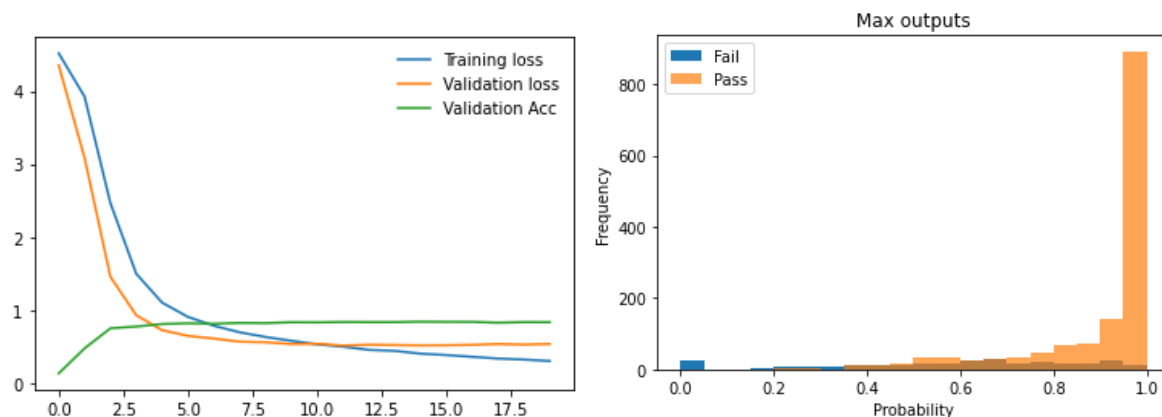 Training loss
Validation loss
Validation Acc
4
3
2
1
0
0.0 2.5 5.0 7.5 10.0 12.5 15.0 17.5
Max outputs
Fail
Pass
Frequency
800
600
400
200
0
0.0 0.2 0.4 0.6 0.8 1.0
Probability